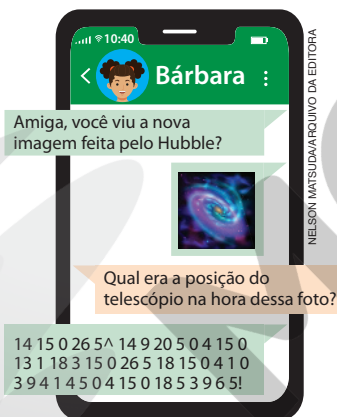 10:40
Bárbara
Amiga, você viu a nova
imagem feita pelo Hubble?
Qual era a posição do
telescópio na hora dessa foto?
14 15 0 26 5^ 14 9 20 5 0 4 15 0
13 1 18 3 15 0 26 5 18 15 0 4 1 0
3 9 4 1 4 5 0 4 15 0 18 5 3 9 6 5!
NELSON MATSUDA/ARQUIVO DA EDITORA